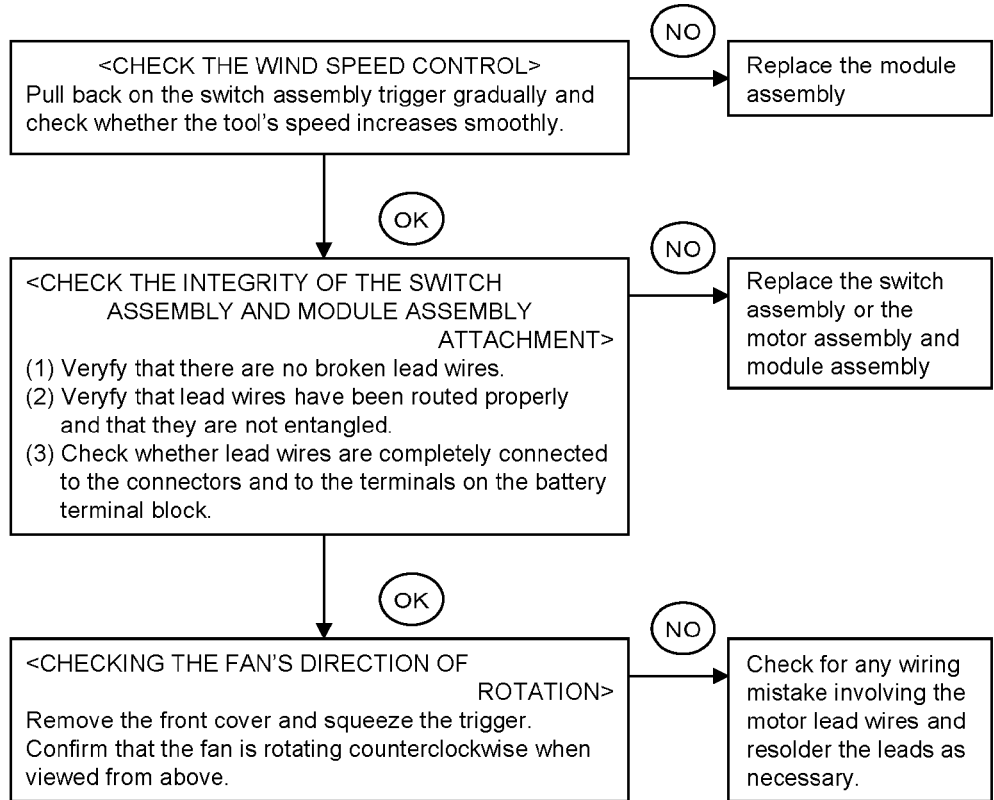 <CHECK THE WIND SPEED CONTROL>
Pull back on the switch assembly trigger gradually and
check whether the tool's speed increases smoothly.
NO
Replace the module
assembly
OK
<CHECK THE INTEGRITY OF THE SWITCH
ASSEMBLY AND MODULE ASSEMBLY
ATTACHMENT>
(1) Veryfy that there are no broken lead wires.
(2) Veryfy that lead wires have been routed properly
and that they are not entangled.
(3) Check whether lead wires are completely connected
to the connectors and to the terminals on the battery
terminal block.
NO
Replace the switch
assembly or the
motor assembly and
module assembly
OK
<CHECKING THE FAN'S DIRECTION OF
ROTATION>
Remove the front cover and squeeze the trigger.
Confirm that the fan is rotating counterclockwise when
viewed from above.
NO
Check for any wiring
mistake involving the
motor lead wires and
resolder the leads as
necessary.